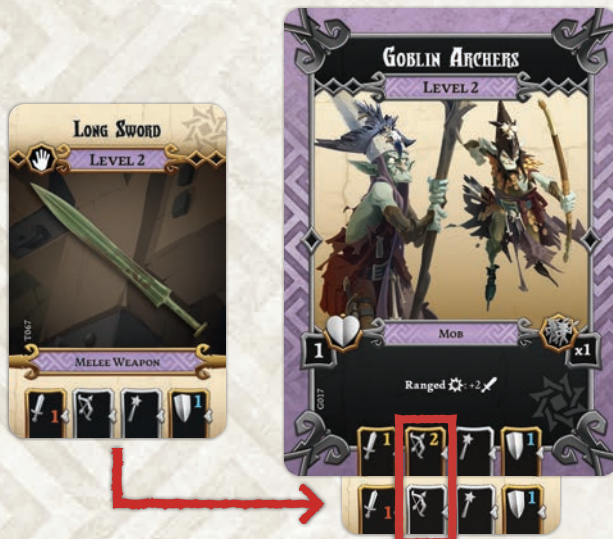 Long Sword
Level 2
T067
Melee Weapon
1 1
Goblin Archers
Level 2
1
Mob
x1
G017
Ranged : +2
1 2 1
1 1